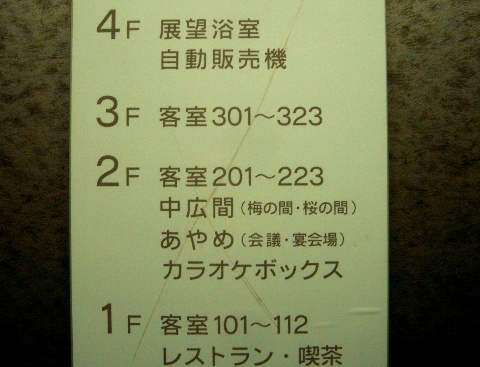 4F 展望浴室
自動販売機
3F 客室301～323
2F 客室201～223
中広間（梅の間・桜の間）
あやめ（会議・宴会場）
カラオケボックス
1F 客室101～112
レストラン・喫茶